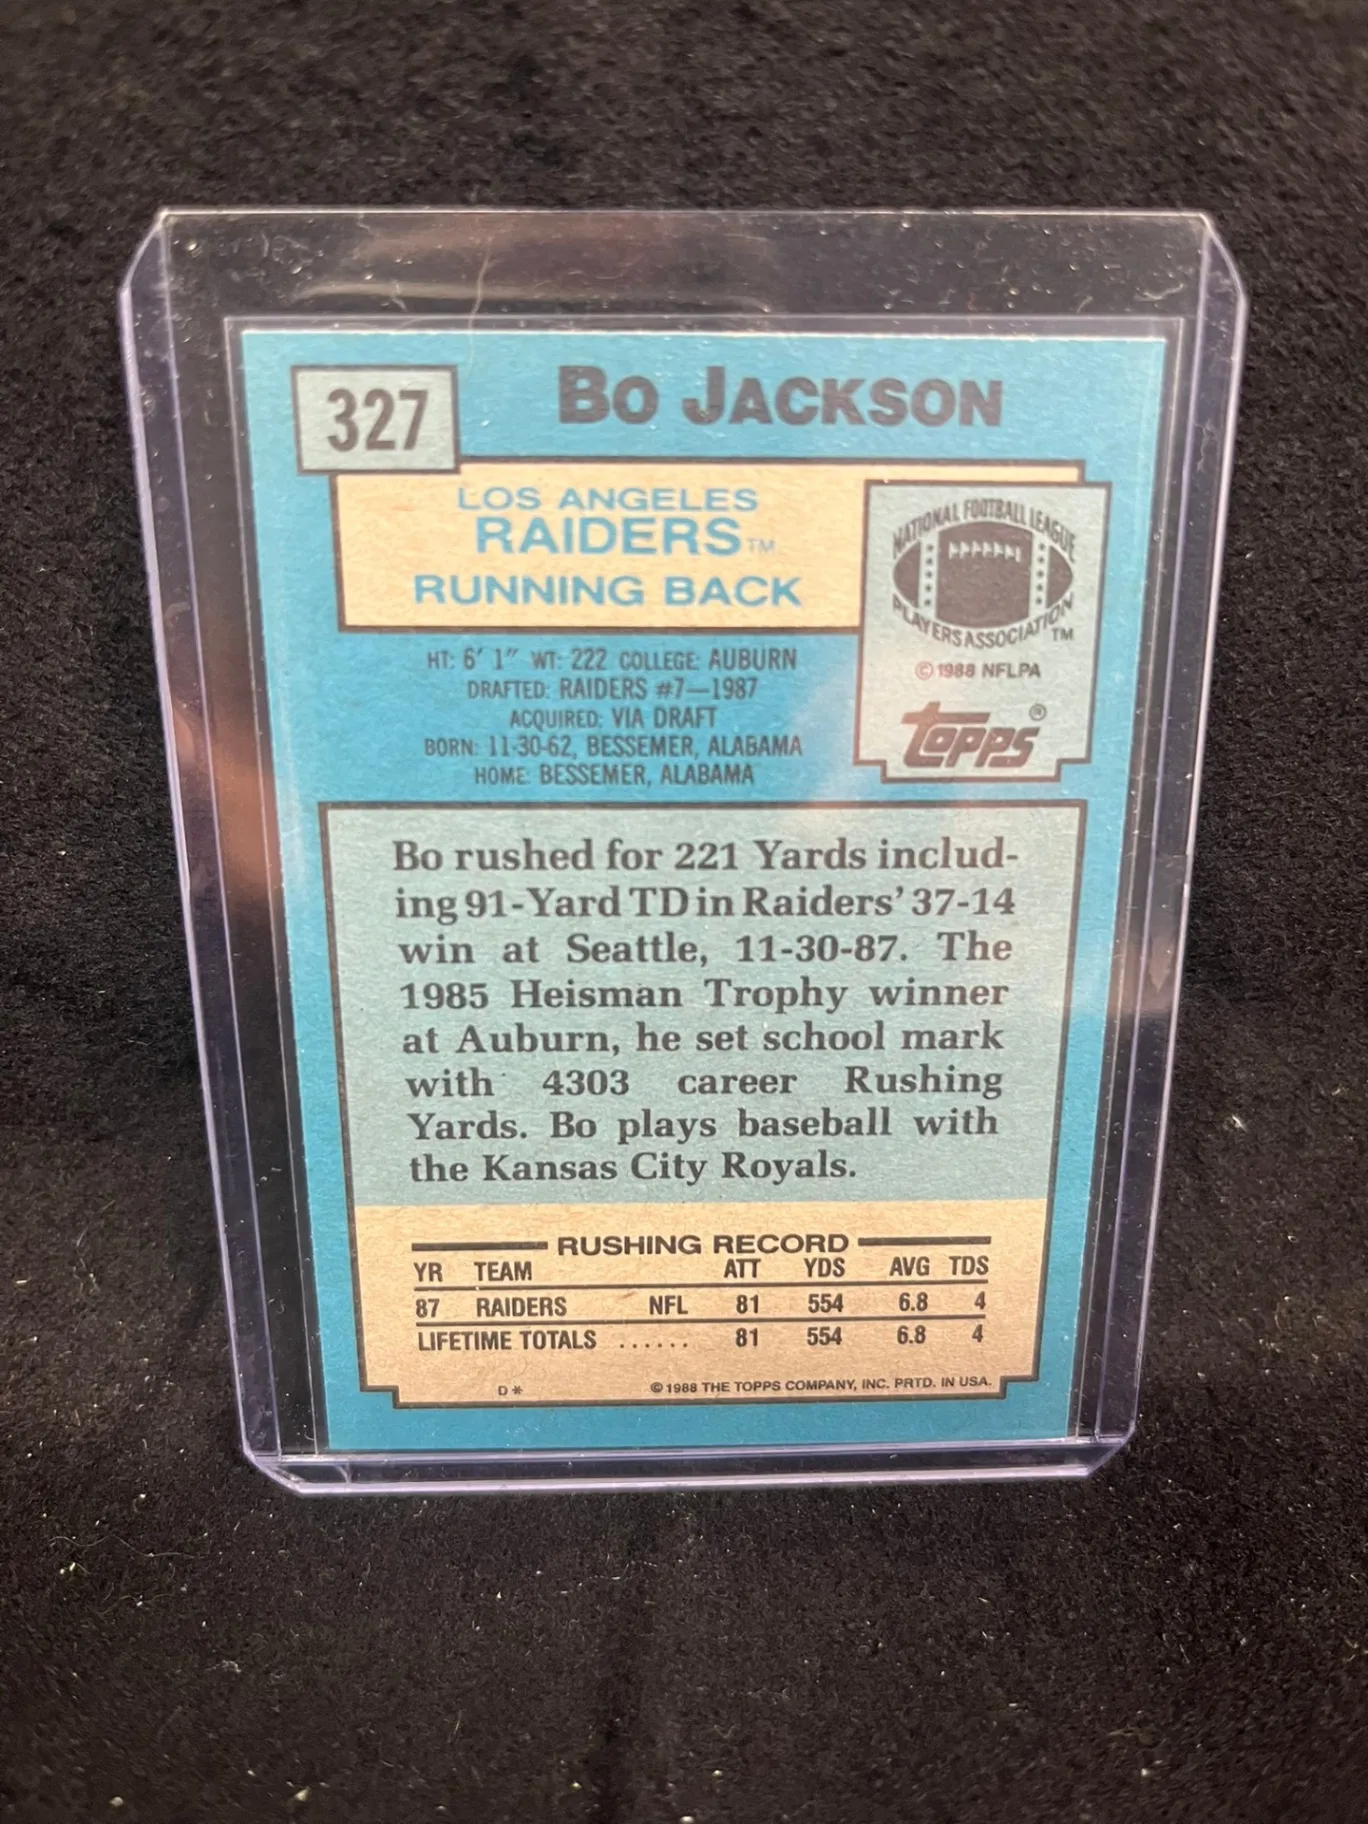 327
BO JACKSON
LOS ANGELES
RAIDERS™
RUNNING BACK
NATIONAL FOOTBALL LEAGUE
PLAYERS ASSOCIATION™
© 1988 NFLPA
topps®
HT: 6' 1" WT: 222 COLLEGE: AUBURN
DRAFTED: RAIDERS #7—1987
ACQUIRED: VIA DRAFT
BORN: 11-30-62, BESSEMER, ALABAMA
HOME: BESSEMER, ALABAMA
Bo rushed for 221 Yards includ-
ing 91-Yard TD in Raiders' 37-14
win at Seattle, 11-30-87. The
1985 Heisman Trophy winner
at Auburn, he set school mark
with 4303 career Rushing
Yards. Bo plays baseball with
the Kansas City Royals.
RUSHING RECORD
YR TEAM ATT YDS AVG TDS
87 RAIDERS NFL 81 554 6.8 4
LIFETIME TOTALS ...... 81 554 6.8 4
D* © 1988 THE TOPPS COMPANY, INC. PRTD. IN USA.